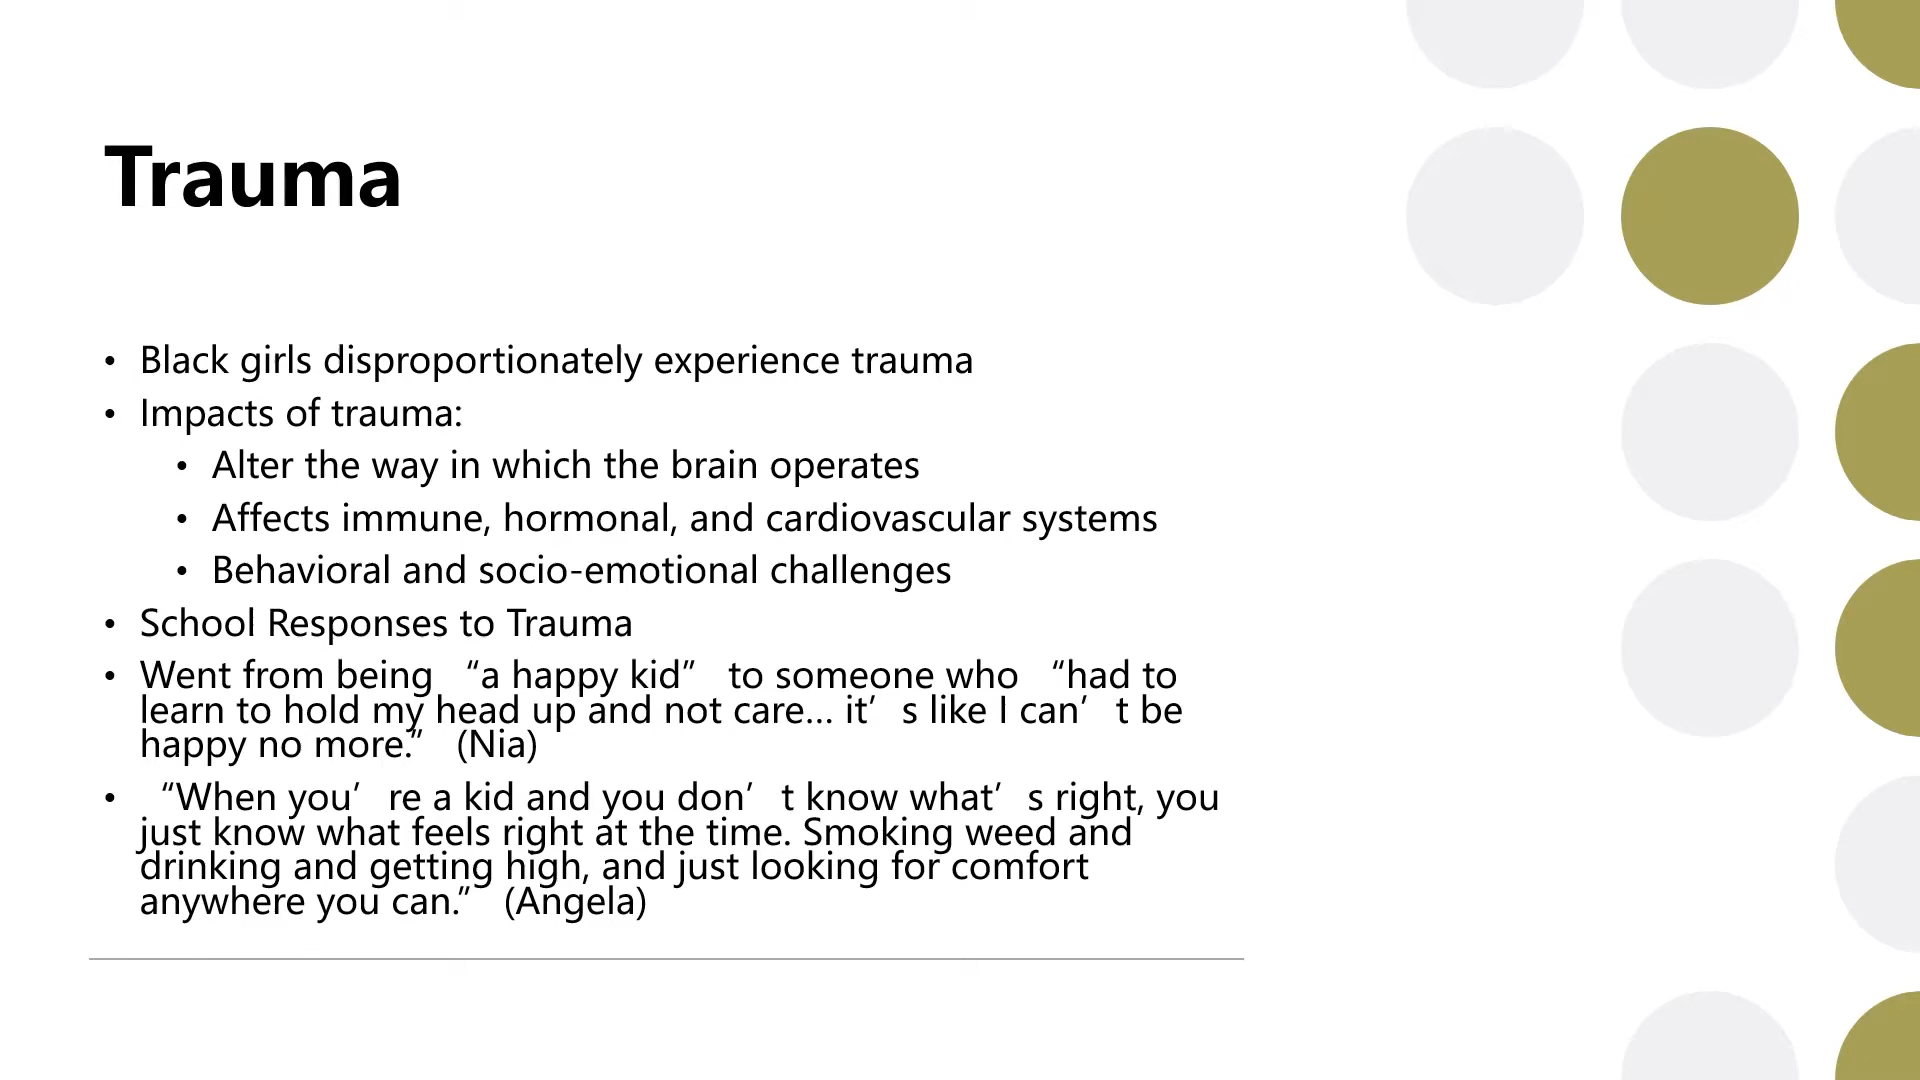 Trauma
• Black girls disproportionately experience trauma
• Impacts of trauma:
• Alter the way in which the brain operates
• Affects immune, hormonal, and cardiovascular systems
• Behavioral and socio-emotional challenges
• School Responses to Trauma
• Went from being “a happy kid” to someone who “had to
learn to hold my head up and not care… it’s like I can’t be
happy no more.” (Nia)
• “When you’re a kid and you don’t know what’s right, you
just know what feels right at the time. Smoking weed and
drinking and getting high, and just looking for comfort
anywhere you can.” (Angela)